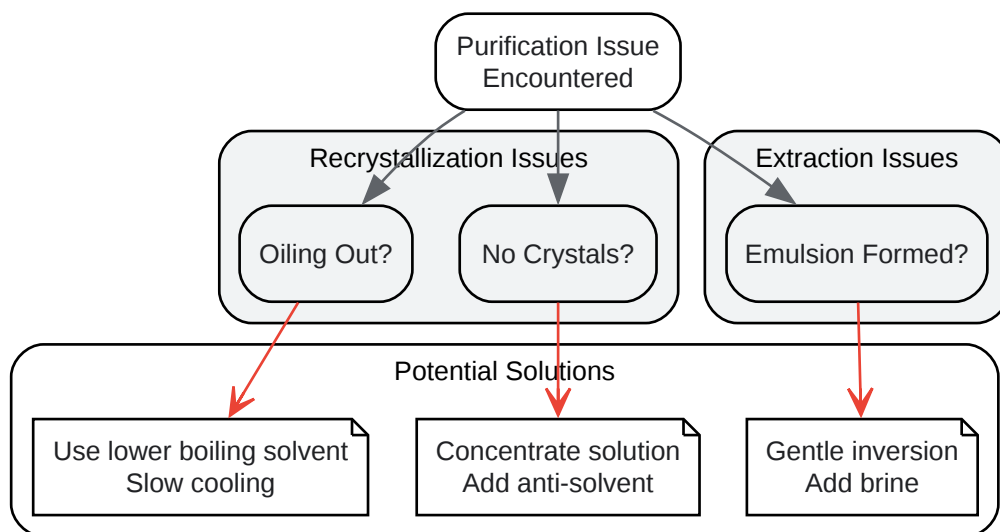 Purification Issue
Encountered
Recrystallization Issues
Extraction Issues
Oiling Out?
No Crystals?
Emulsion Formed?
Potential Solutions
Use lower boiling solvent
Slow cooling
Concentrate solution
Add anti-solvent
Gentle inversion
Add brine